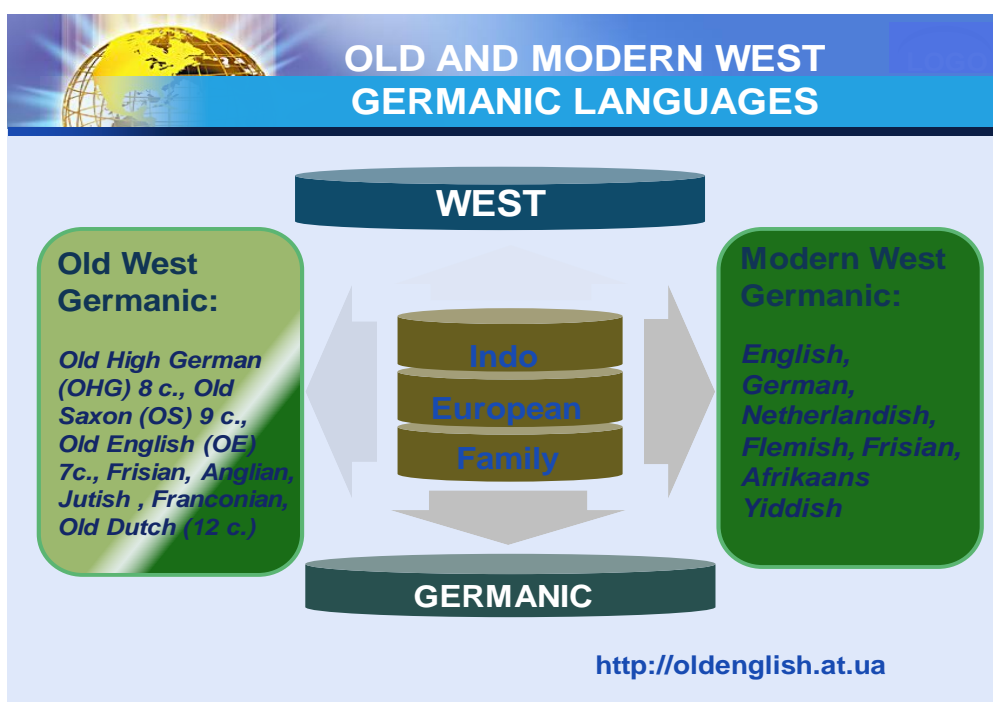 OLD AND MODERN WEST
GERMANIC LANGUAGES
LOGO
WEST
Old West
Germanic:
Old High German
(OHG) 8 c., Old
Saxon (OS) 9 c.,
Old English (OE)
7c., Frisian, Anglian,
Jutish , Franconian,
Old Dutch (12 c.)
Indo
European
Family
Modern West
Germanic:
English,
German,
Netherlandish,
Flemish, Frisian,
Afrikaans
Yiddish
GERMANIC
http://oldenglish.at.ua